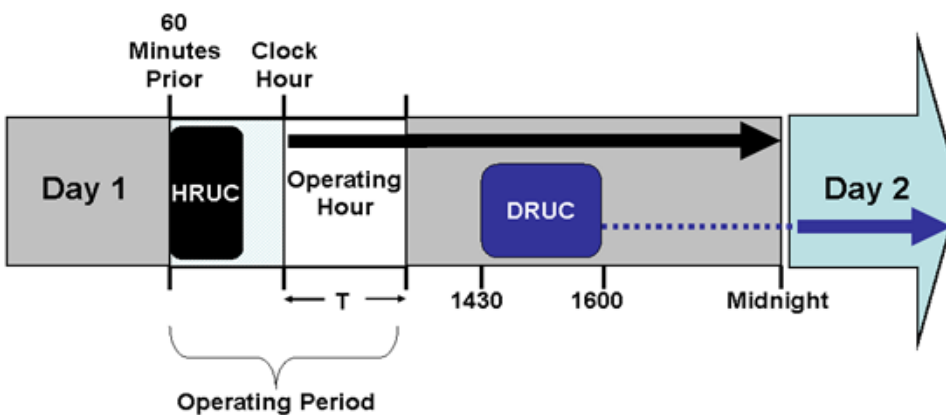 60
Minutes
Prior
Clock
Hour
Day 1
HRUC
Operating
Hour
DRUC
Day 2
T
1430
1600
Midnight
Operating Period